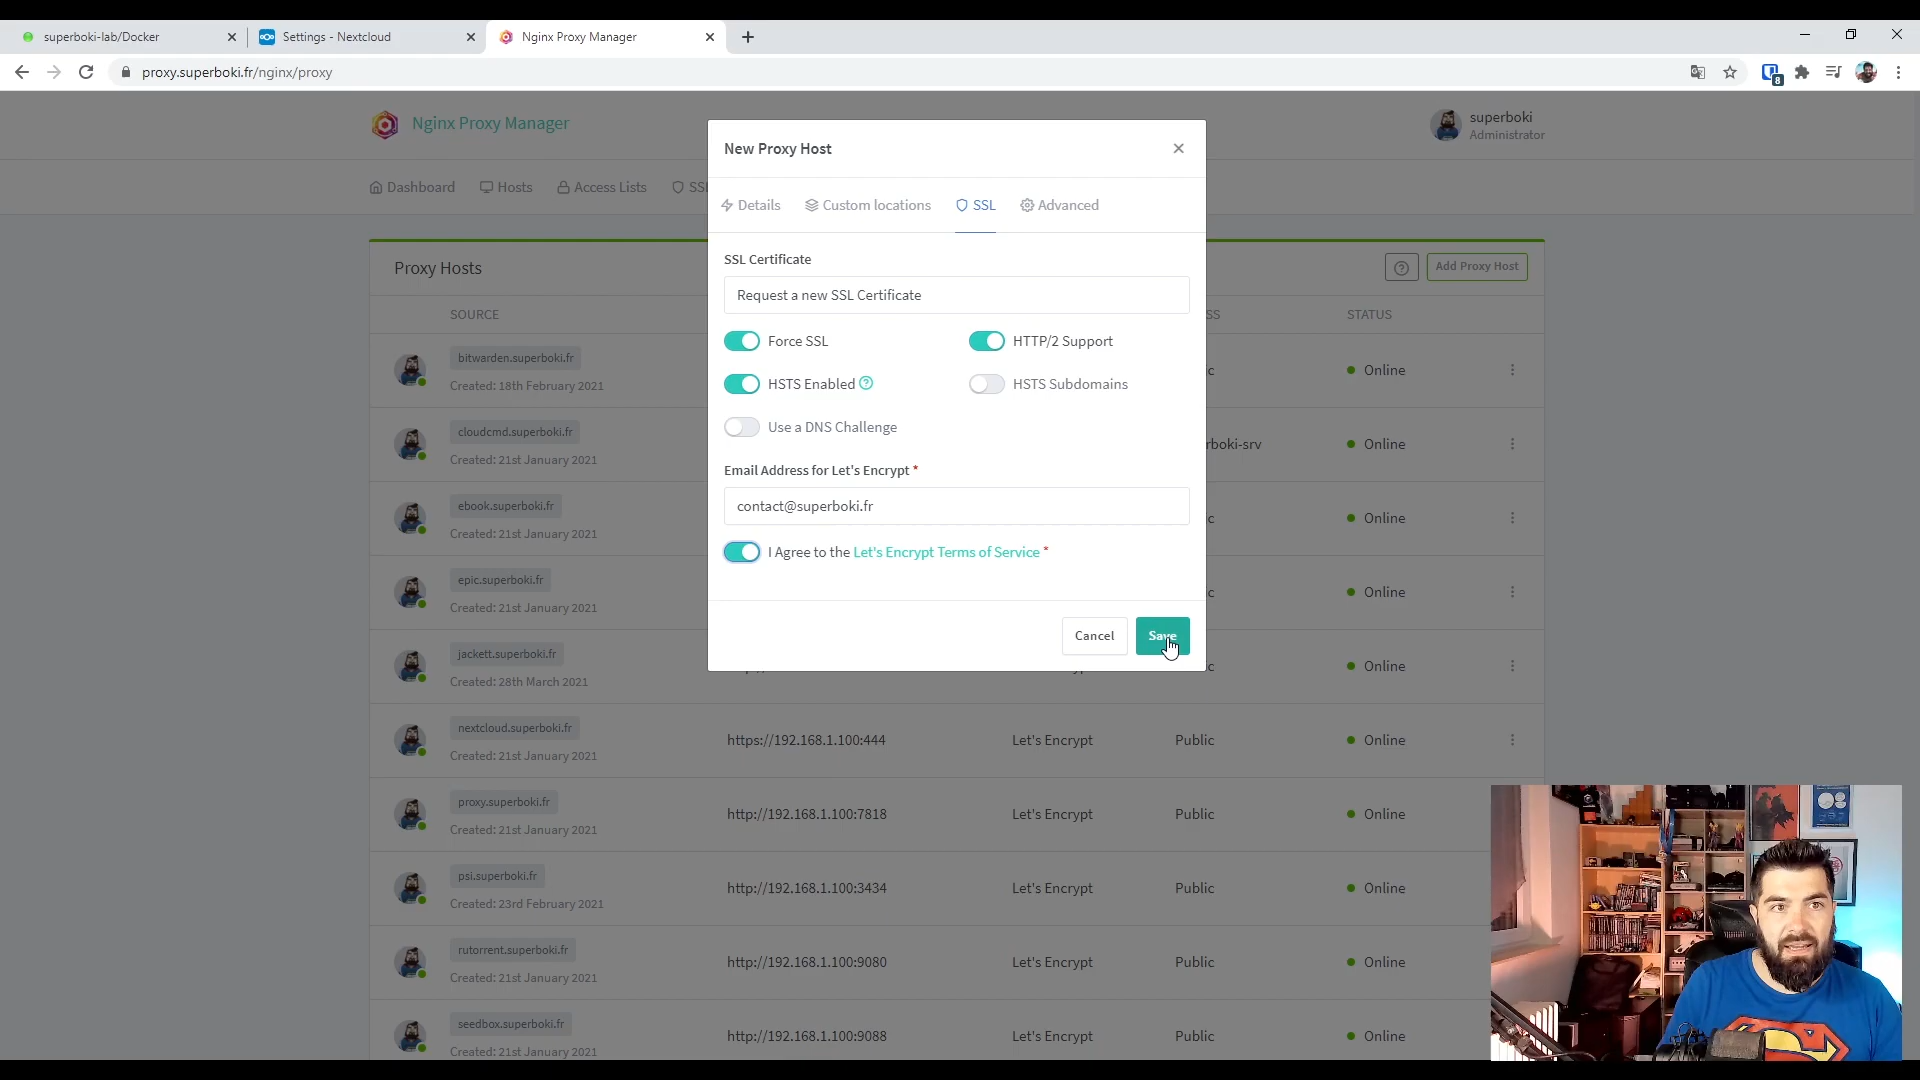 superboki-lab/Docker
Settings - Nextcloud
Nginx Proxy Manager
proxy.superboki.fr/nginx/proxy
8
Nginx Proxy Manager
superboki
Administrator
Dashboard
Hosts
Access Lists
SSL
New Proxy Host
Details
Custom locations
SSL
Advanced
SSL Certificate
Request a new SSL Certificate
Force SSL
HTTP/2 Support
HSTS Enabled
HSTS Subdomains
Use a DNS Challenge
Email Address for Let's Encrypt *
contact@superboki.fr
I Agree to the Let's Encrypt Terms of Service *
Cancel
Save
Proxy Hosts
Add Proxy Host
SOURCE
SS
STATUS
bitwarden.superboki.fr
Created: 18th February 2021
c
Online
cloudcmd.superboki.fr
Created: 21st January 2021
rboki-srv
Online
ebook.superboki.fr
Created: 21st January 2021
c
Online
epic.superboki.fr
Created: 21st January 2021
c
Online
jackett.superboki.fr
Created: 28th March 2021
c
Online
nextcloud.superboki.fr
Created: 21st January 2021
https://192.168.1.100:444
Let's Encrypt
Public
Online
proxy.superboki.fr
Created: 21st January 2021
http://192.168.1.100:7818
Let's Encrypt
Public
Online
psi.superboki.fr
Created: 23rd February 2021
http://192.168.1.100:3434
Let's Encrypt
Public
Online
rutorrent.superboki.fr
Created: 21st January 2021
http://192.168.1.100:9080
Let's Encrypt
Public
Online
seedbox.superboki.fr
Created: 21st January 2021
http://192.168.1.100:9088
Let's Encrypt
Public
Online